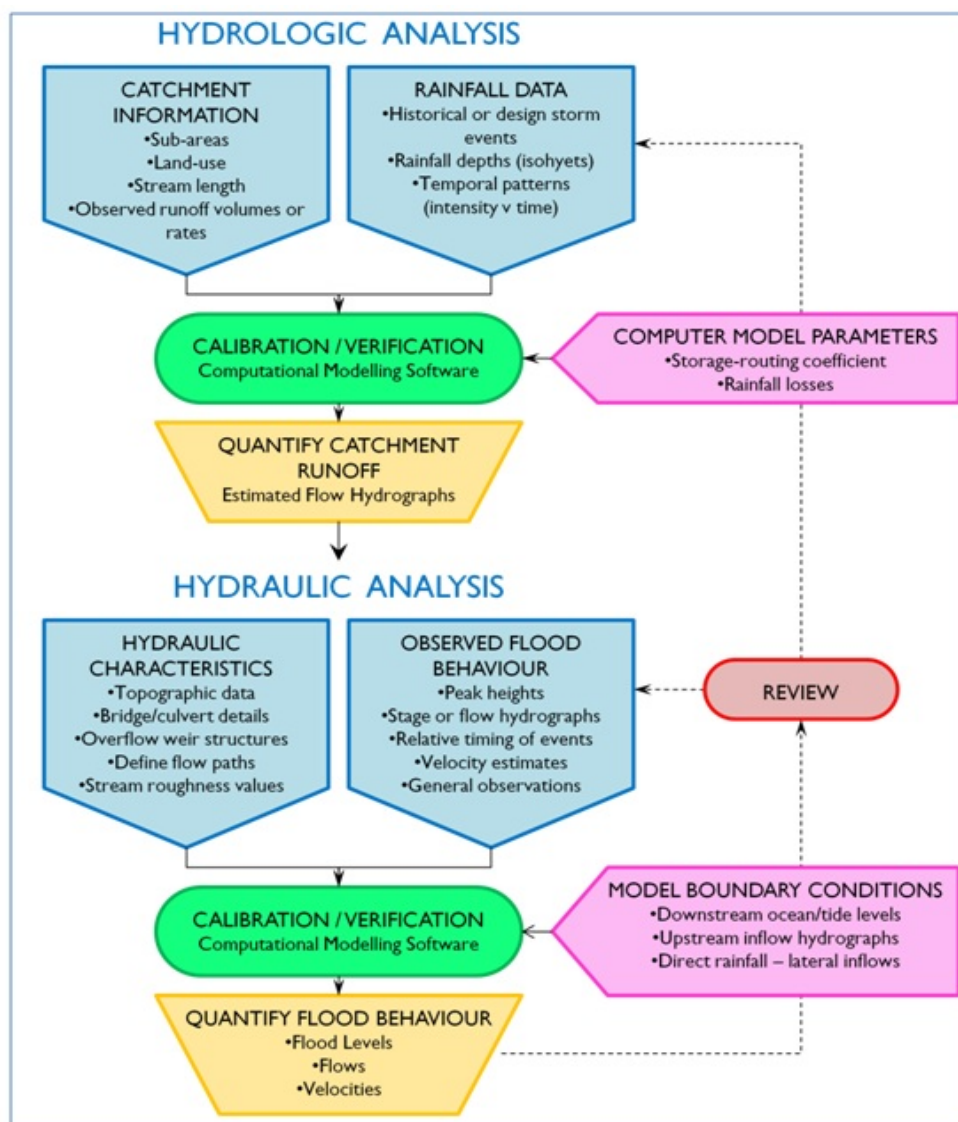 HYDROLOGIC ANALYSIS
CATCHMENT
INFORMATION
•Sub-areas
•Land-use
•Stream length
•Observed runoff volumes or
rates
RAINFALL DATA
•Historical or design storm
events
•Rainfall depths (isohyets)
•Temporal patterns
(intensity v time)
CALIBRATION / VERIFICATION
Computational Modelling Software
COMPUTER MODEL PARAMETERS
•Storage-routing coefficient
•Rainfall losses
QUANTIFY CATCHMENT
RUNOFF
Estimated Flow Hydrographs
HYDRAULIC ANALYSIS
HYDRAULIC
CHARACTERISTICS
•Topographic data
•Bridge/culvert details
•Overflow weir structures
•Define flow paths
•Stream roughness values
OBSERVED FLOOD
BEHAVIOUR
•Peak heights
•Stage or flow hydrographs
•Relative timing of events
•Velocity estimates
•General observations
REVIEW
CALIBRATION / VERIFICATION
Computational Modelling Software
MODEL BOUNDARY CONDITIONS
•Downstream ocean/tide levels
•Upstream inflow hydrographs
•Direct rainfall – lateral inflows
QUANTIFY FLOOD BEHAVIOUR
•Flood Levels
•Flows
•Velocities